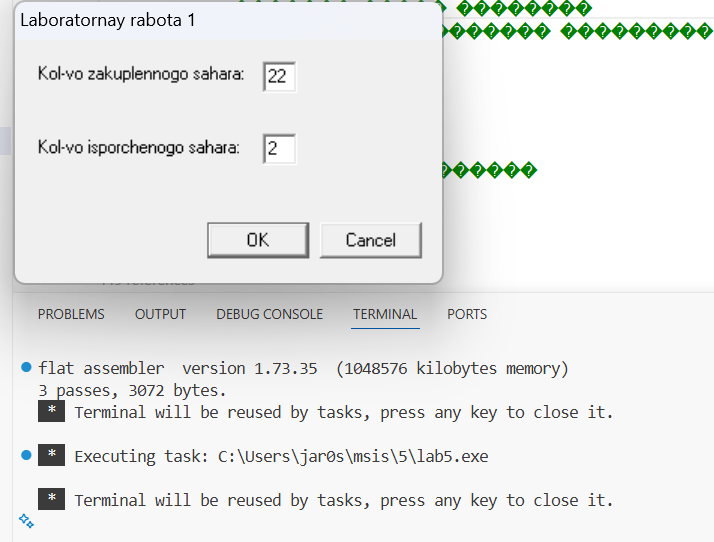 Laboratornay rabota 1
Kol-vo zakuplennogo sahara: 22
Kol-vo isporchenogo sahara: 2
OK Cancel
PROBLEMS OUTPUT DEBUG CONSOLE TERMINAL PORTS
flat assembler version 1.73.35 (1048576 kilobytes memory)
3 passes, 3072 bytes.
* Terminal will be reused by tasks, press any key to close it.
* Executing task: C:\Users\jar0s\msis\5\lab5.exe
* Terminal will be reused by tasks, press any key to close it.